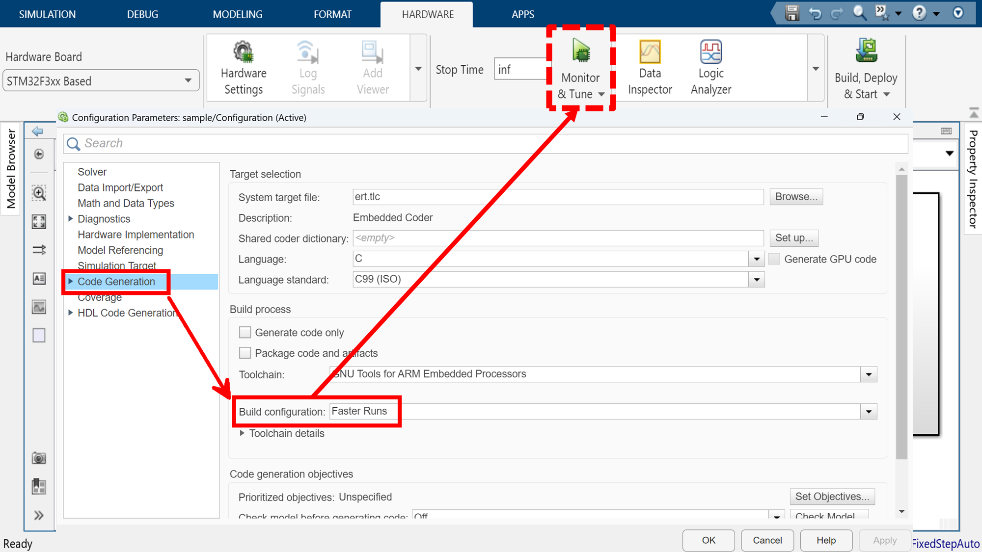 SIMULATION DEBUG MODELING FORMAT HARDWARE APPS
Hardware Board
STM32F3xx Based
Hardware
Settings
Log
Signals
Add
Viewer
Stop Time inf
Monitor
& Tune
Data
Inspector
Logic
Analyzer
Build, Deploy
& Start
Model Browser
Property Inspector
Configuration Parameters: sample/Configuration (Active)
Search
Solver
Data Import/Export
Math and Data Types
Diagnostics
Hardware Implementation
Model Referencing
Simulation Target
Code Generation
Coverage
HDL Code Generation
Target selection
System target file: ert.tlc Browse...
Description: Embedded Coder
Shared coder dictionary: <empty> Set up...
Language: C Generate GPU code
Language standard: C99 (ISO)
Build process
Generate code only
Package code and artifacts
Toolchain: GNU Tools for ARM Embedded Processors
Build configuration: Faster Runs
Toolchain details
Code generation objectives
Prioritized objectives: Unspecified Set Objectives...
Check model before generating code: Off Check Model
OK Cancel Help Apply
Ready FixedStepAuto